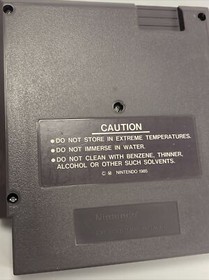 CAUTION
•DO NOT STORE IN EXTREME TEMPERATURES.
•DO NOT IMMERSE IN WATER.
•DO NOT CLEAN WITH BENZENE, THINNER,
ALCOHOL OR OTHER SUCH SOLVENTS.
© NINTENDO 1985